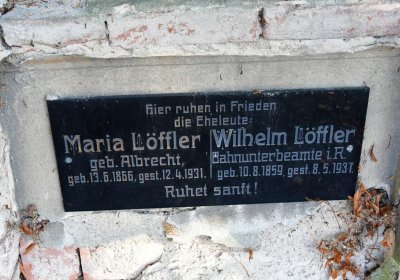 Hier ruhen in Frieden
die Eheleute:
Maria Löffler
geb. Albrecht,
geb. 13.6.1866, gest. 12.4.1931.
Wilhelm Löffler
Bahnunterbeamte i.R.
geb. 10.8.1859, gest. 8.5.1937.
Ruhet sanft!